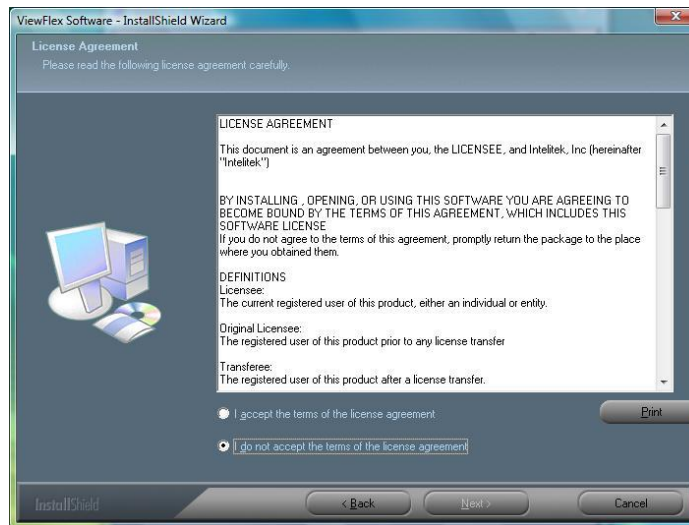 ViewFlex Software - InstallShield Wizard
License Agreement
Please read the following license agreement carefully.
LICENSE AGREEMENT
This document is an agreement between you, the LICENSEE, and Intelitek, Inc (hereinafter
"Intelitek")
BY INSTALLING , OPENING, OR USING THIS SOFTWARE YOU ARE AGREEING TO
BECOME BOUND BY THE TERMS OF THIS AGREEMENT, WHICH INCLUDES THIS
SOFTWARE LICENSE
If you do not agree to the terms of this agreement, promptly return the package to the place
where you obtained them.
DEFINITIONS
Licensee:
The current registered user of this product, either an individual or entity.
Original Licensee:
The registered user of this product prior to any license transfer
Transferee:
The registered user of this product after a license transfer.
I accept the terms of the license agreement
Print
I do not accept the terms of the license agreement
InstallShield
< Back
Next >
Cancel